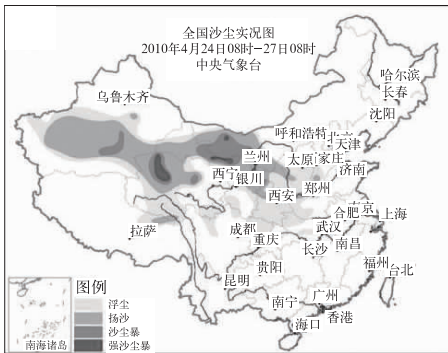 全国沙尘实况图
2010年4月24日08时—27日08时
中央气象台
哈尔滨
长春
乌鲁木齐
沈阳
呼和浩特
北京
天津
兰州
太原
家庄
济南
西宁
银川
西安
郑州
合肥
南京
上海
拉萨
成都
武汉
重庆
长沙
南昌
贵阳
福州
台北
昆明
南宁
广州
香港
海口
图例
浮尘
扬沙
沙尘暴
强沙尘暴
南海诸岛